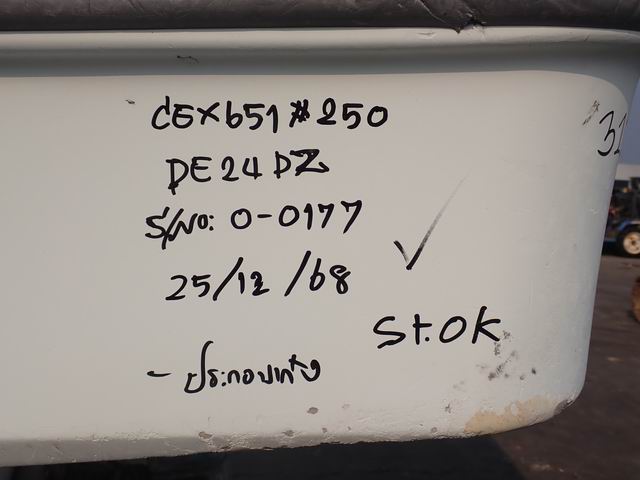 CEX651 #250
DE24DZ
S/NO: 0-0177
25/12/68
St.OK
- ประกอบแท้ง